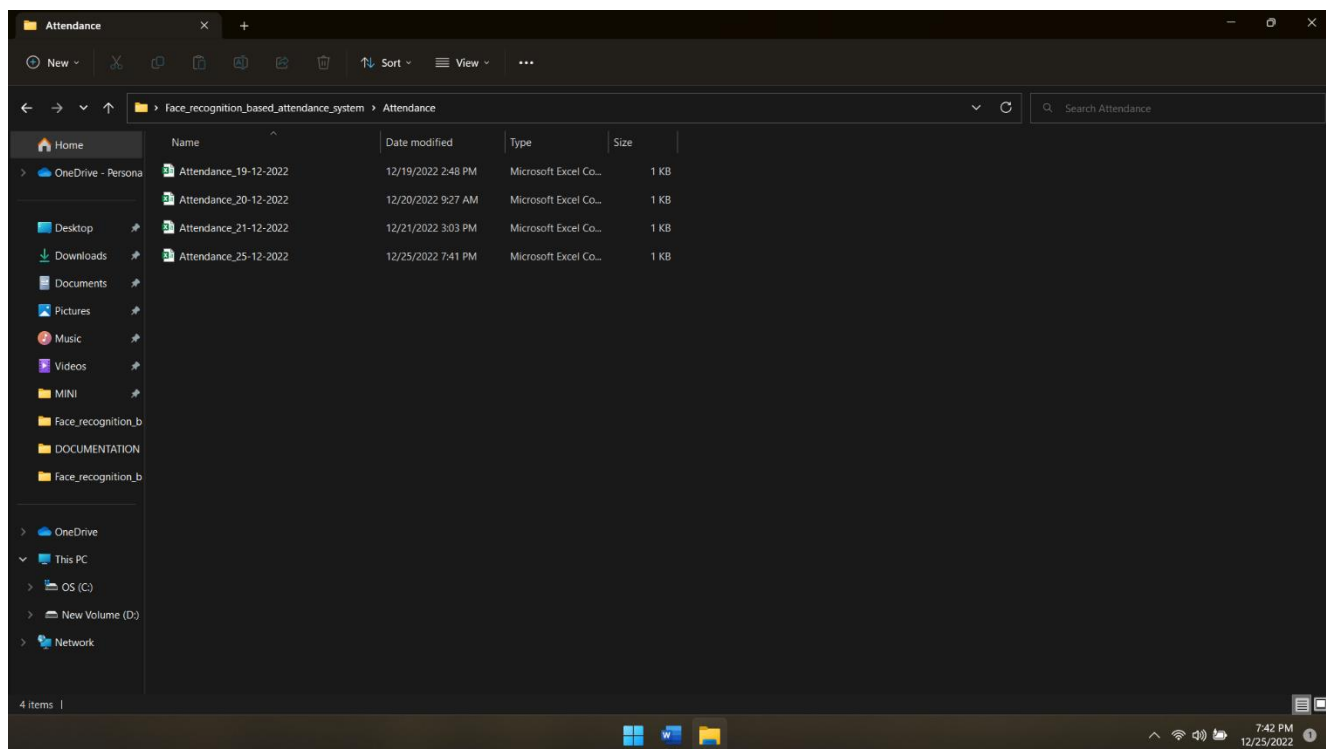 Attendance
New
Sort
View
Face_recognition_based_attendance_system > Attendance
Search Attendance
Name Date modified Type Size
Attendance_19-12-2022 12/19/2022 2:48 PM Microsoft Excel Co... 1 KB
Attendance_20-12-2022 12/20/2022 9:27 AM Microsoft Excel Co... 1 KB
Attendance_21-12-2022 12/21/2022 3:03 PM Microsoft Excel Co... 1 KB
Attendance_25-12-2022 12/25/2022 7:41 PM Microsoft Excel Co... 1 KB
Home
OneDrive - Persona
Desktop
Downloads
Documents
Pictures
Music
Videos
MINI
Face_recognition_b
DOCUMENTATION
Face_recognition_b
OneDrive
This PC
OS (C:)
New Volume (D:)
Network
4 items
7:42 PM
12/25/2022
1